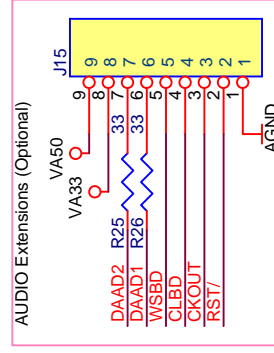 AUDIO Extensions (Optional)
J15
9 8 7 6 5 4 3 2 1
9 8 7 6 5 4 3 2 1
VA50
VA33
R25 33
R26 33
DAAD2
DAAD1
WSBD
CLBD
CKOUT
RST/
AGND